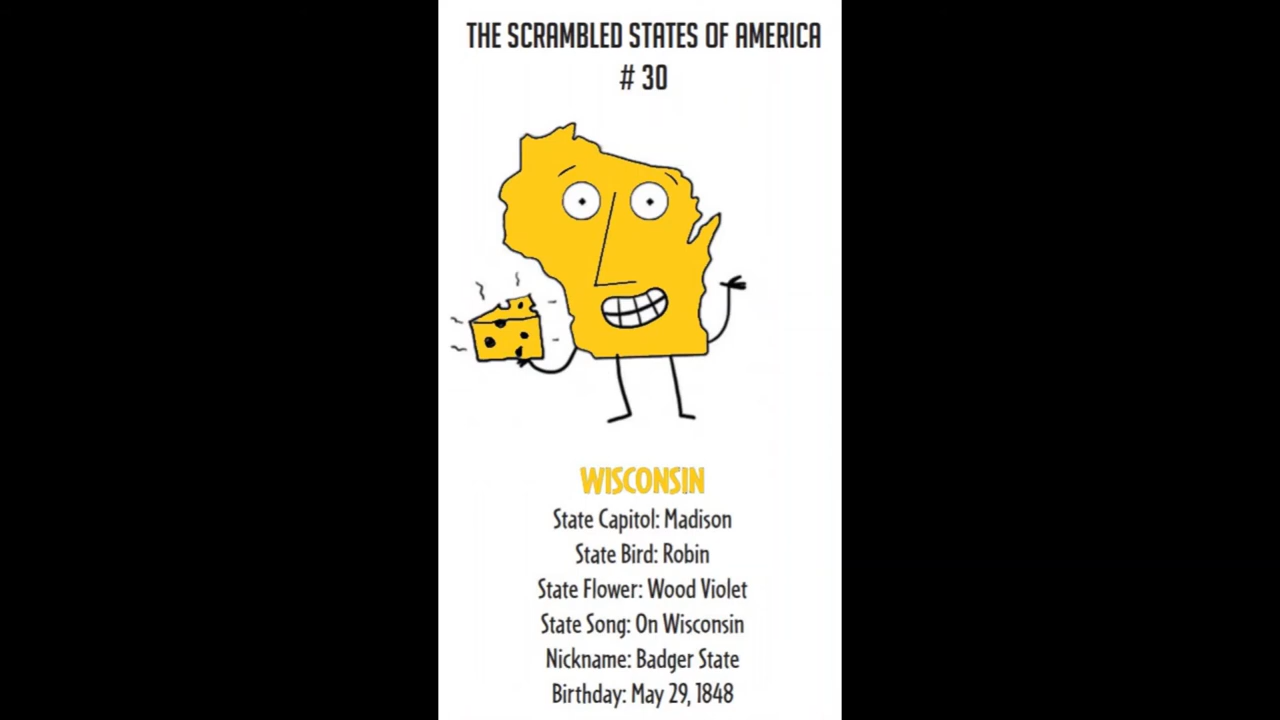 THE SCRAMBLED STATES OF AMERICA
# 30
WISCONSIN
State Capitol: Madison
State Bird: Robin
State Flower: Wood Violet
State Song: On Wisconsin
Nickname: Badger State
Birthday: May 29, 1848